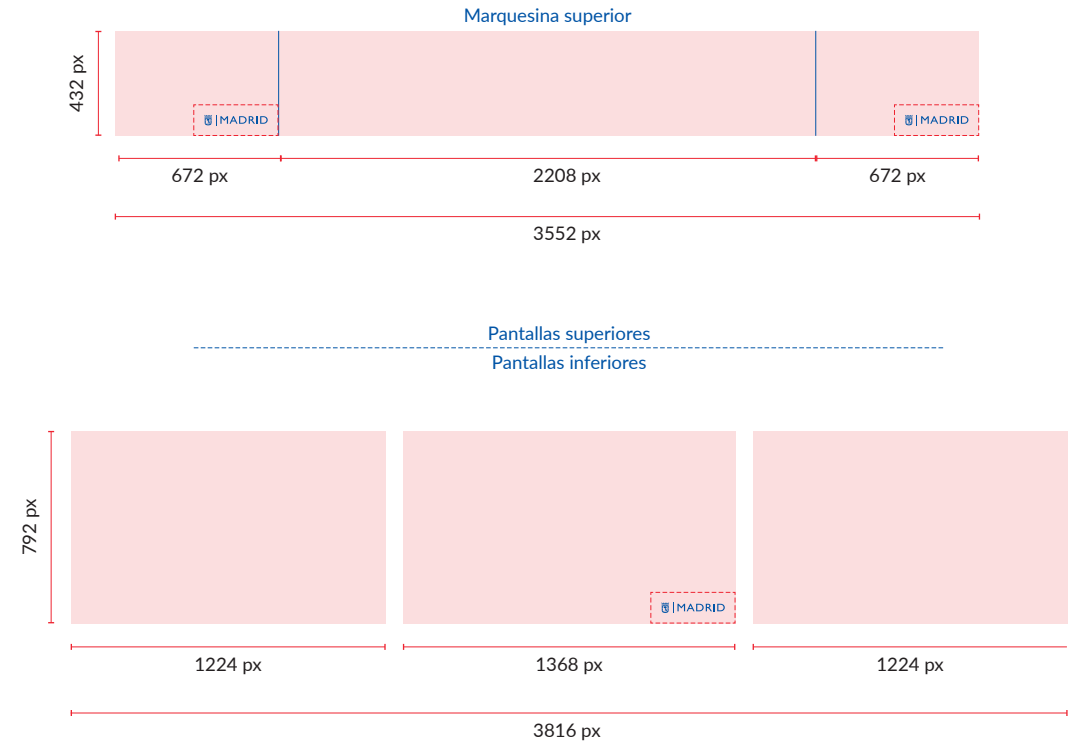 Marquesina superior
432 px
MADRID
MADRID
672 px
2208 px
672 px
3552 px
Pantallas superiores
Pantallas inferiores
792 px
MADRID
1224 px
1368 px
1224 px
3816 px